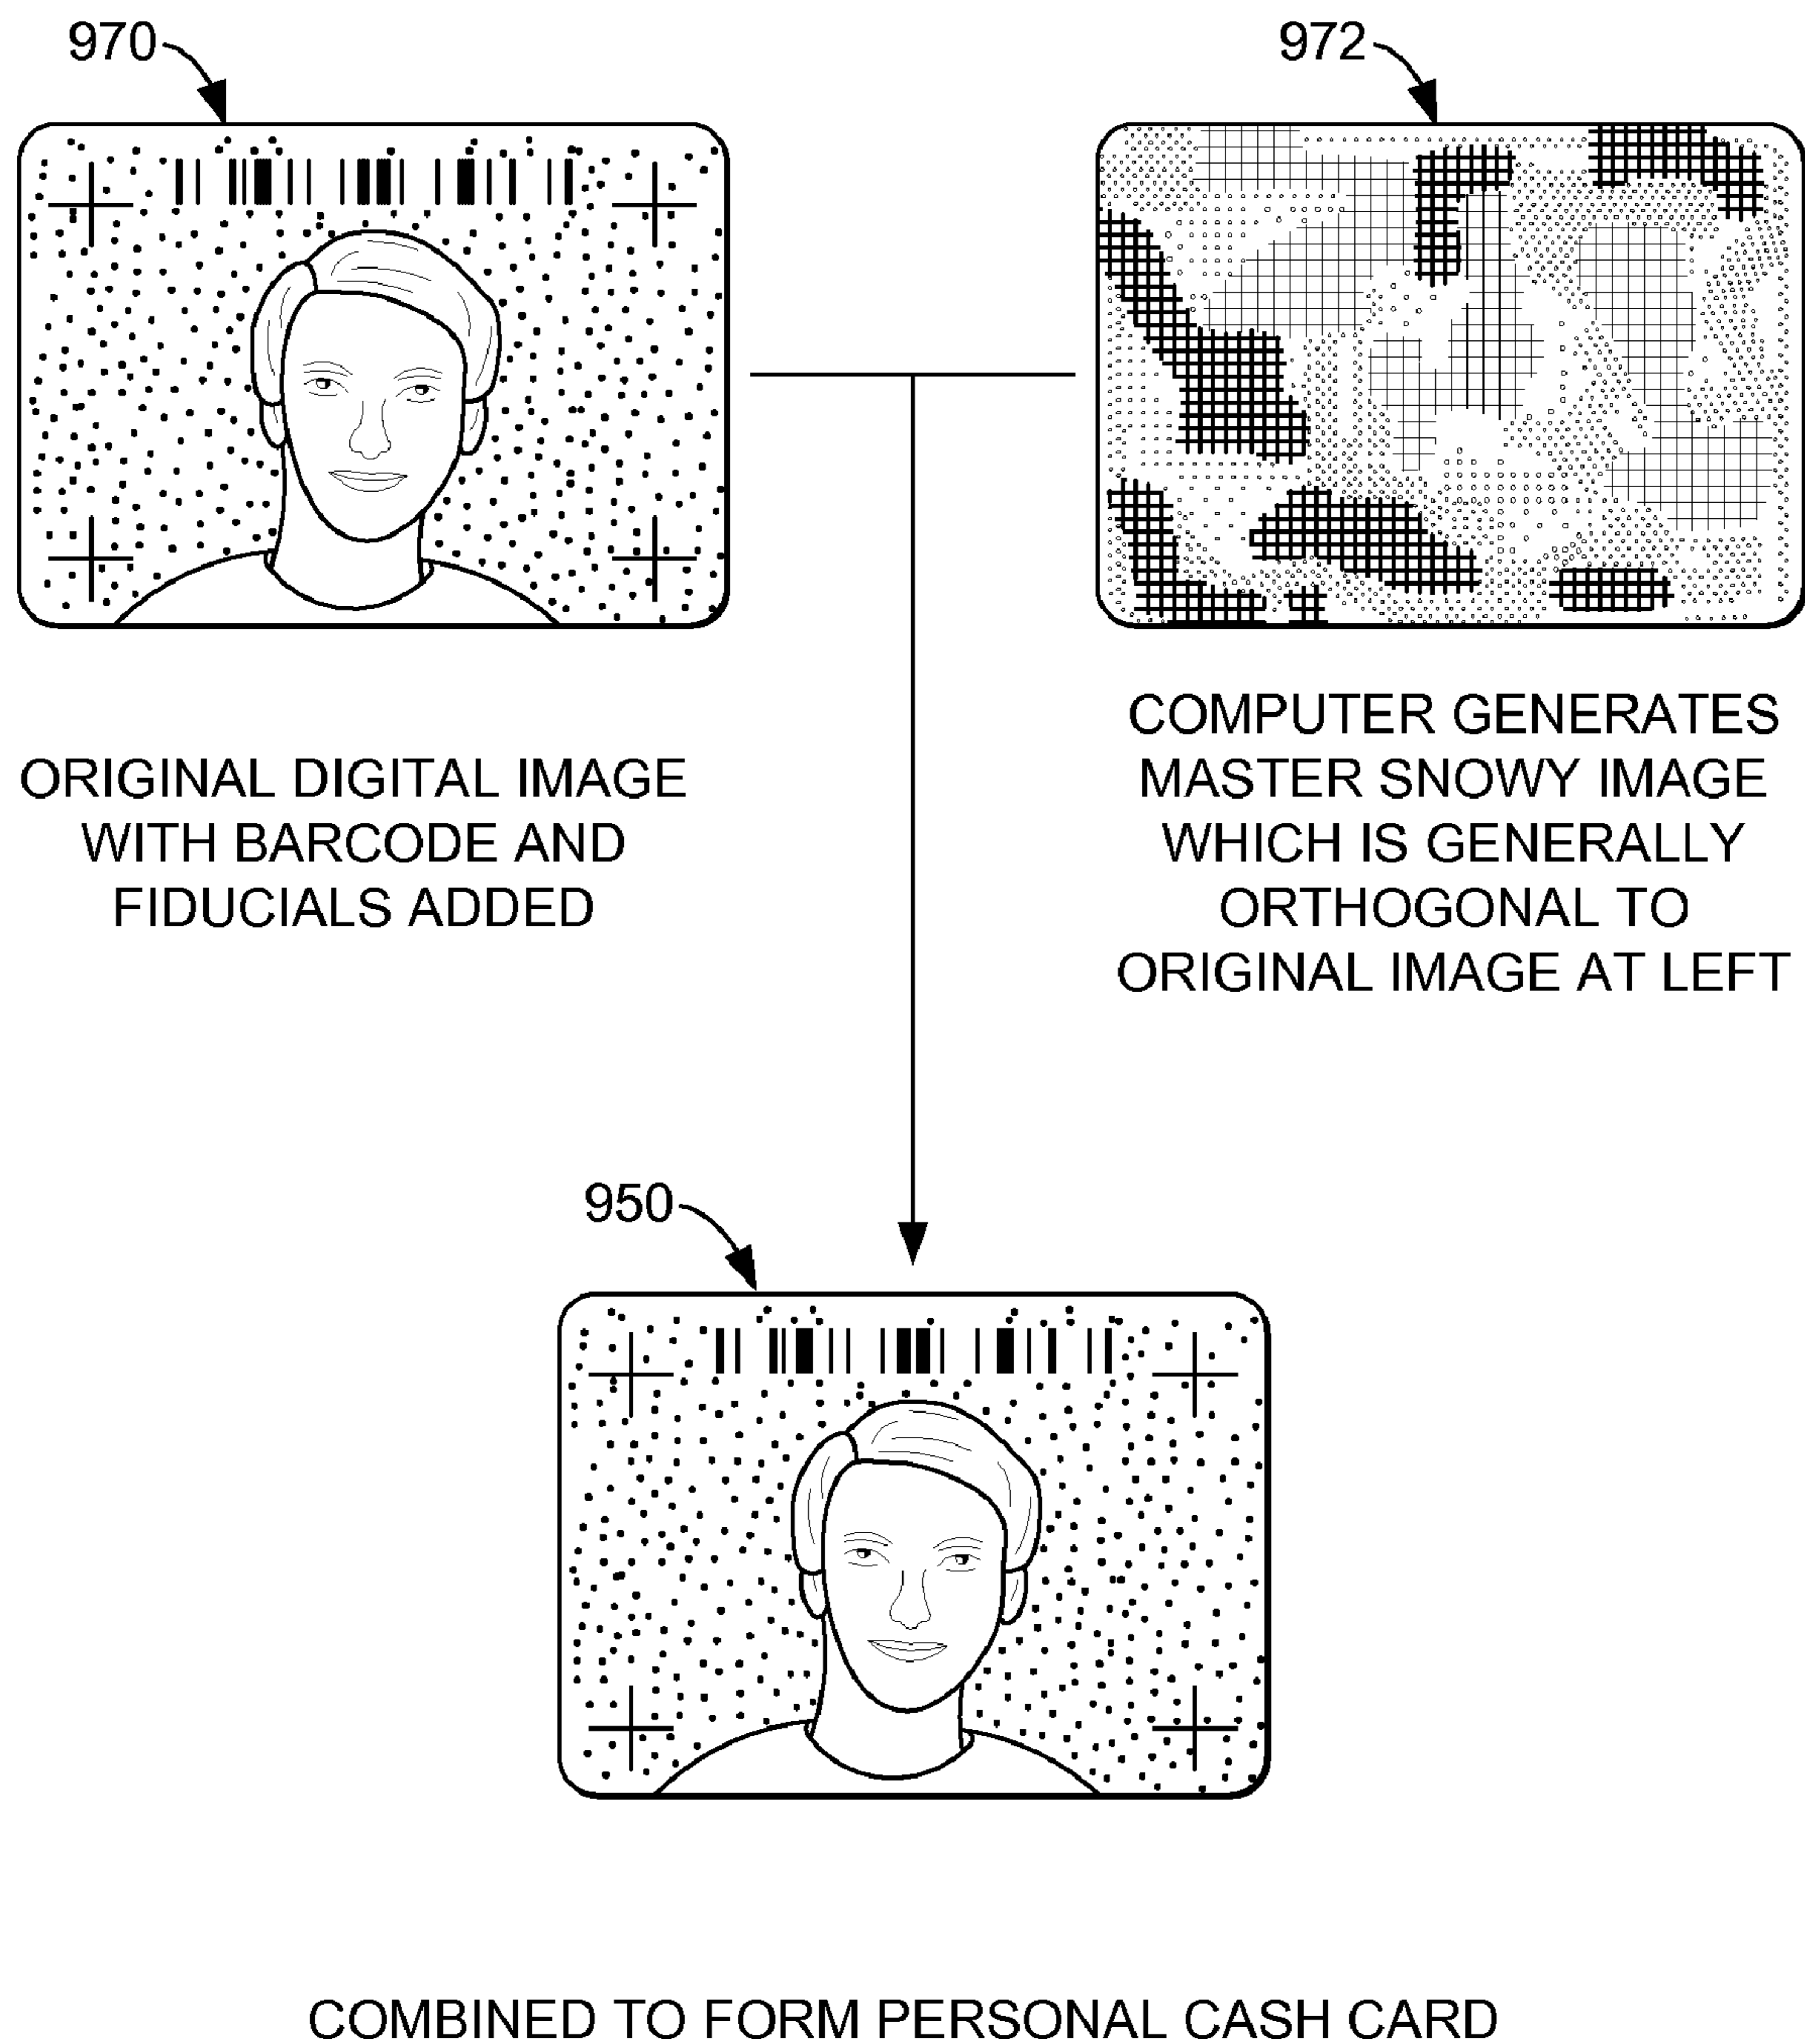 970
972
ORIGINAL DIGITAL IMAGE
WITH BARCODE AND
FIDUCIALS ADDED
COMPUTER GENERATES
MASTER SNOWY IMAGE
WHICH IS GENERALLY
ORTHOGONAL TO
ORIGINAL IMAGE AT LEFT
950
COMBINED TO FORM PERSONAL CASH CARD